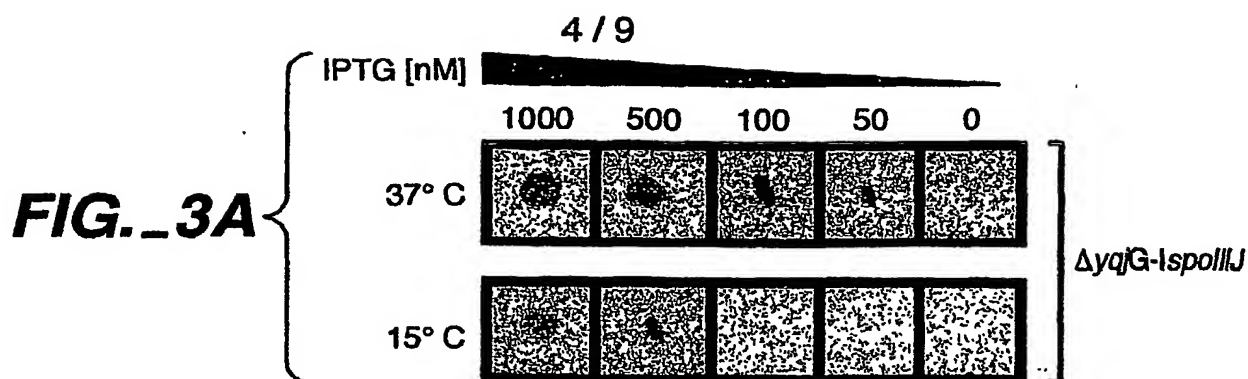 4 / 9
IPTG [nM]
1000 500 100 50 0
37° C
FIG._3A
ΔyqjG-IspoIIIJ
15° C